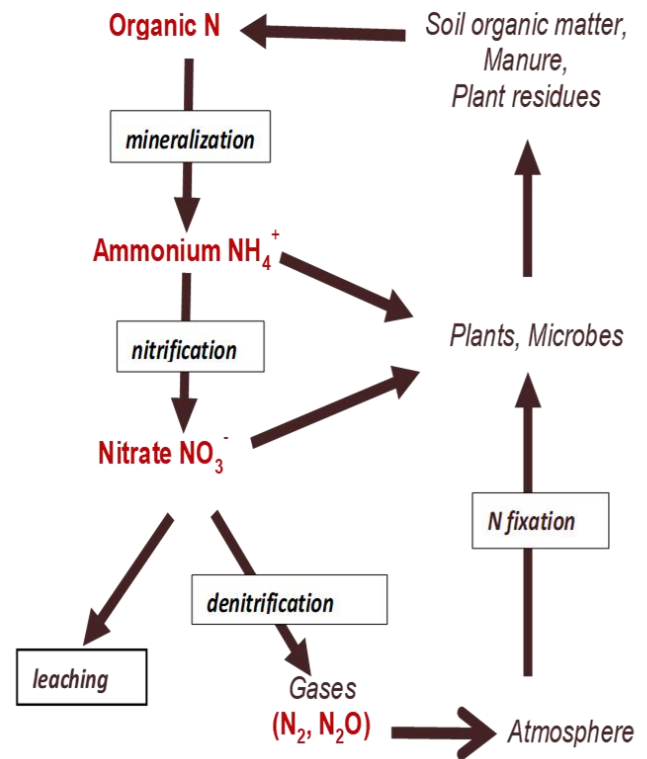 Organic N
Soil organic matter,
Manure,
Plant residues
mineralization
Ammonium NH₄⁺
nitrification
Plants, Microbes
Nitrate NO₃⁻
N fixation
denitrification
leaching
Gases
(N₂, N₂O)
Atmosphere